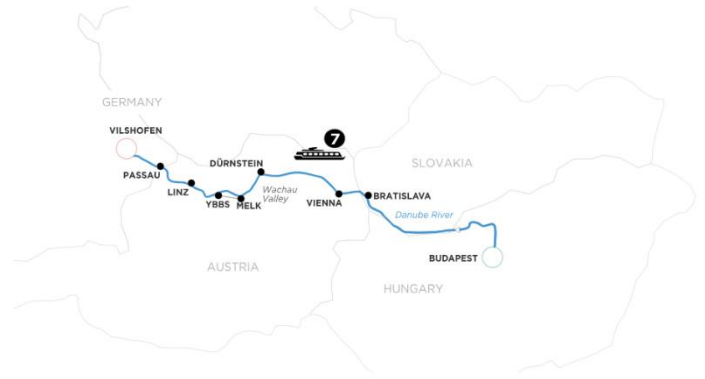 GERMANY
VILSHOFEN
7
DÜRNSTEIN
SLOVAKIA
PASSAU
LINZ
Wachau
Valley
YBBS
MELK
VIENNA
BRATISLAVA
Danube River
BUDAPEST
AUSTRIA
HUNGARY